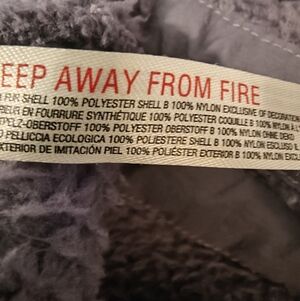 EEP AWAY FROM FIRE
FUR SHELL 100% POLYESTER SHELL B 100% NYLON EXCLUSIVE OF DECORATION
RIEUR EN FOURRURE SYNTHÉTIQUE 100% POLYESTER COQUILLE B 100% NYLON À
TPELZ-OBERSTOFF 100% POLYESTER OBERSTOFF B 100% NYLON OHNE
O PELLICCIA ECOLOGICA 100% POLIESTERE SHELL B 100% NYLON ESCLUSO
EXTERIOR DE IMITACIÓN PIEL 100% POLIÉSTER EXTERIOR B 100% NYLON